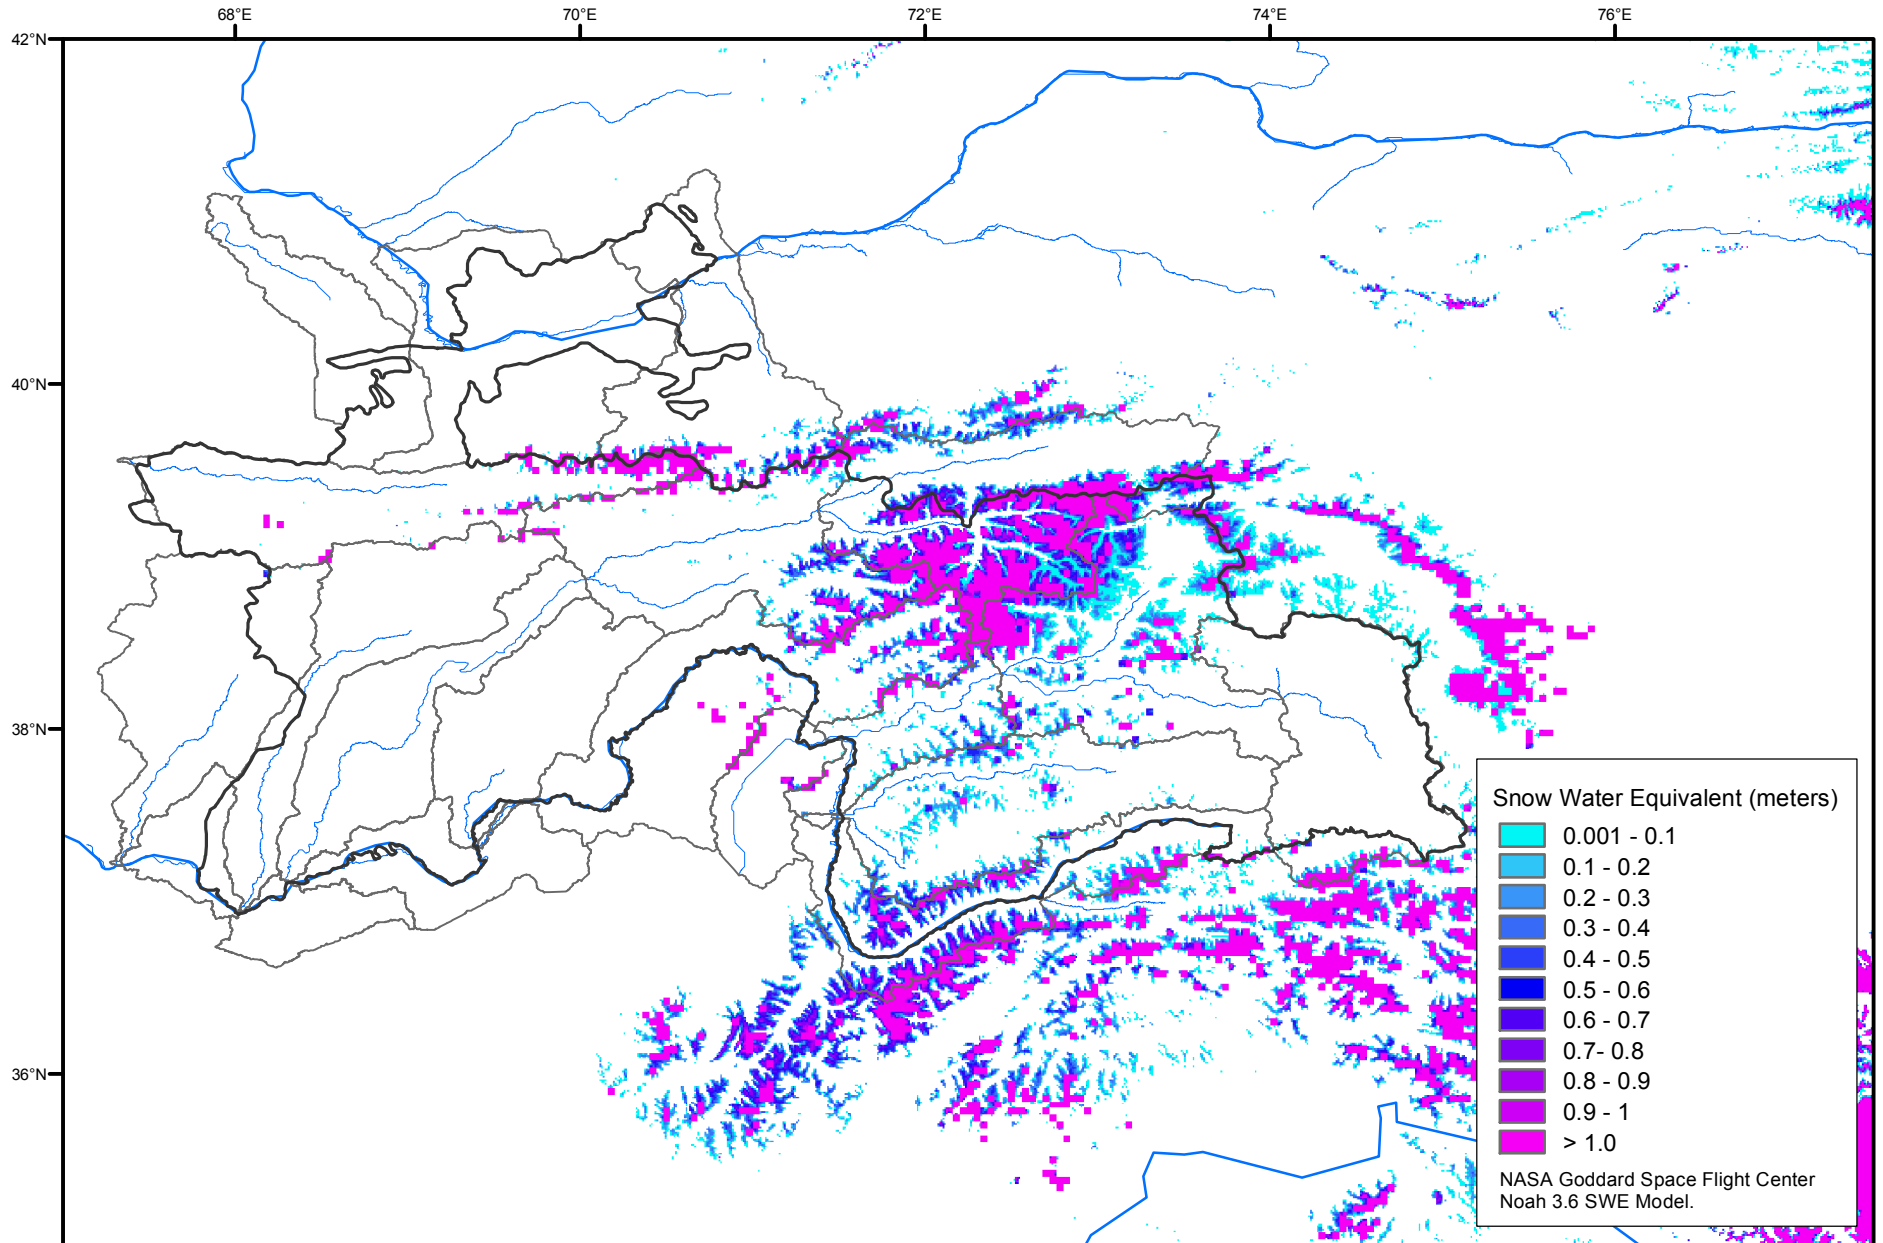 68°E
70°E
72°E
74°E
76°E
42°N
40°N
38°N
36°N
Snow Water Equivalent (meters)
0.001 - 0.1
0.1 - 0.2
0.2 - 0.3
0.3 - 0.4
0.4 - 0.5
0.5 - 0.6
0.6 - 0.7
0.7- 0.8
0.8 - 0.9
0.9 - 1
> 1.0
NASA Goddard Space Flight Center
Noah 3.6 SWE Model.